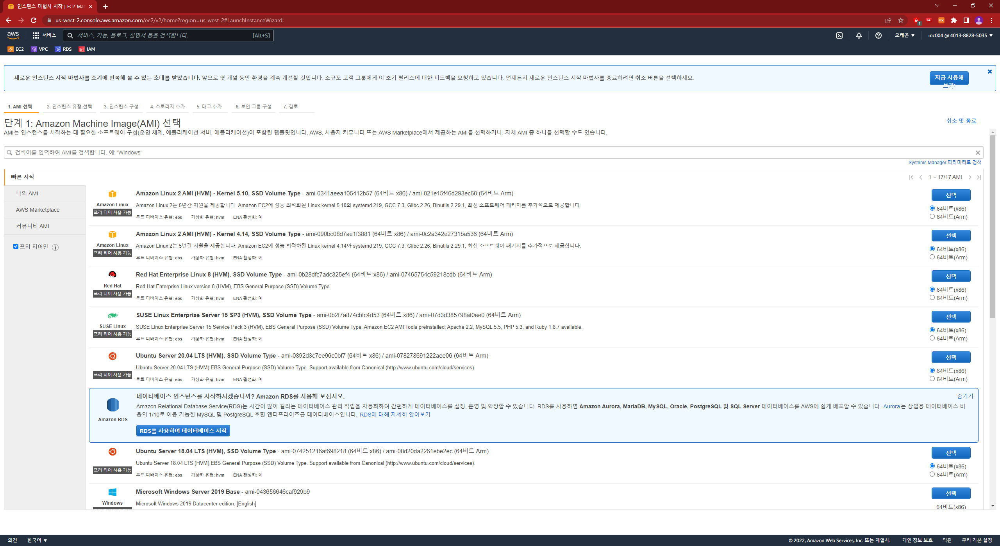 인스턴스 마법사 시작 | EC2 Mar
us-west-2.console.aws.amazon.com/ec2/v2/home?region=us-west-2#LaunchInstanceWizard:
1
aws
서비스
서비스, 기능, 블로그, 설명서 등을 검색합니다.
[Alt+S]
오레곤
mc004 @ 4013-8828-5035
EC2
VPC
RDS
IAM
새로운 인스턴스 시작 마법사를 조기에 반복해 볼 수 있는 초대를 받았습니다. 앞으로 몇 개월 동안 환경을 계속 개선할 것입니다. 소규모 고객 그룹에게 이 초기 릴리스에 대한 피드백을 요청하고 있습니다. 언제든지 새로운 인스턴스 시작 마법사를 종료하려면 취소 버튼을 선택하세요.
지금 사용해
보기!
1. AMI 선택
2. 인스턴스 유형 선택
3. 인스턴스 구성
4. 스토리지 추가
5. 태그 추가
6. 보안 그룹 구성
7. 검토
단계 1: Amazon Machine Image(AMI) 선택
취소 및 종료
AMI는 인스턴스를 시작하는 데 필요한 소프트웨어 구성(운영 체제, 애플리케이션 서버, 애플리케이션)이 포함된 템플릿입니다. AWS, 사용자 커뮤니티 또는 AWS Marketplace에서 제공하는 AMI를 선택하거나, 자체 AMI 중 하나를 선택할 수도 있습니다.
검색어를 입력하여 AMI를 검색합니다. 예: 'Windows'
Systems Manager 파라미터로 검색
빠른 시작
1 ~ 17/17 AMI
나의 AMI
AWS Marketplace
커뮤니티 AMI
프리 티어만
Amazon Linux
프리 티어 사용 가능
Amazon Linux 2 AMI (HVM) - Kernel 5.10, SSD Volume Type - ami-0341aeea105412b57 (64비트 x86) / ami-021e15f46d293ec60 (64비트 Arm)
Amazon Linux 2는 5년간 지원을 제공합니다. Amazon EC2에 성능 최적화된 Linux kernel 5.10와 systemd 219, GCC 7.3, Glibc 2.26, Binutils 2.29.1, 최신 소프트웨어 패키지를 추가적으로 제공합니다.
루트 디바이스 유형: ebs 가상화 유형: hvm ENA 활성화: 예
선택
64비트(x86)
64비트(Arm)
Amazon Linux
프리 티어 사용 가능
Amazon Linux 2 AMI (HVM) - Kernel 4.14, SSD Volume Type - ami-090bc08d7ae1f3881 (64비트 x86) / ami-0c2a342e2731ba536 (64비트 Arm)
Amazon Linux 2는 5년간 지원을 제공합니다. Amazon EC2에 성능 최적화된 Linux kernel 4.14와 systemd 219, GCC 7.3, Glibc 2.26, Binutils 2.29.1, 최신 소프트웨어 패키지를 추가적으로 제공합니다.
루트 디바이스 유형: ebs 가상화 유형: hvm ENA 활성화: 예
선택
64비트(x86)
64비트(Arm)
Red Hat
프리 티어 사용 가능
Red Hat Enterprise Linux 8 (HVM), SSD Volume Type - ami-0b28dfc7adc325ef4 (64비트 x86) / ami-07465754c59218cdb (64비트 Arm)
Red Hat Enterprise Linux version 8 (HVM), EBS General Purpose (SSD) Volume Type
루트 디바이스 유형: ebs 가상화 유형: hvm ENA 활성화: 예
선택
64비트(x86)
64비트(Arm)
SUSE Linux
프리 티어 사용 가능
SUSE Linux Enterprise Server 15 SP3 (HVM), SSD Volume Type - ami-0b2f7a874cbfc4d53 (64비트 x86) / ami-07d3d385798af0ee0 (64비트 Arm)
SUSE Linux Enterprise Server 15 Service Pack 3 (HVM), EBS General Purpose (SSD) Volume Type. Amazon EC2 AMI Tools preinstalled; Apache 2.2, MySQL 5.5, PHP 5.3, and Ruby 1.8.7 available.
루트 디바이스 유형: ebs 가상화 유형: hvm ENA 활성화: 예
선택
64비트(x86)
64비트(Arm)
프리 티어 사용 가능
Ubuntu Server 20.04 LTS (HVM), SSD Volume Type - ami-0892d3c7ee96c0bf7 (64비트 x86) / ami-078278691222aee06 (64비트 Arm)
Ubuntu Server 20.04 LTS (HVM),EBS General Purpose (SSD) Volume Type. Support available from Canonical (http://www.ubuntu.com/cloud/services).
루트 디바이스 유형: ebs 가상화 유형: hvm ENA 활성화: 예
선택
64비트(x86)
64비트(Arm)
Amazon RDS
데이터베이스 인스턴스를 시작하시겠습니까? Amazon RDS를 사용해 보십시오.
숨기기
Amazon Relational Database Service(RDS)는 시간이 많이 걸리는 데이터베이스 관리 작업을 자동화하여 간편하게 데이터베이스를 설정, 운영 및 확장할 수 있습니다. RDS를 사용하면 Amazon Aurora, MariaDB, MySQL, Oracle, PostgreSQL 및 SQL Server 데이터베이스를 AWS에 쉽게 배포할 수 있습니다. Aurora는 상업용 데이터베이스 비
용의 1/10로 이용 가능한 MySQL 및 PostgreSQL 호환 엔터프라이즈급 데이터베이스입니다. RDS에 대해 자세히 알아보기
RDS를 사용하여 데이터베이스 시작
프리 티어 사용 가능
Ubuntu Server 18.04 LTS (HVM), SSD Volume Type - ami-074251216af698218 (64비트 x86) / ami-08d20da2261ebe2ec (64비트 Arm)
Ubuntu Server 18.04 LTS (HVM),EBS General Purpose (SSD) Volume Type. Support available from Canonical (http://www.ubuntu.com/cloud/services).
루트 디바이스 유형: ebs 가상화 유형: hvm ENA 활성화: 예
선택
64비트(x86)
64비트(Arm)
Windows
Microsoft Windows Server 2019 Base - ami-043656646caf929b9
Microsoft Windows 2019 Datacenter edition. [English]
선택
64비트(x86)
의견
한국어
© 2022, Amazon Web Services, Inc. 또는 계열사.
개인 정보 보호
약관
쿠키 기본 설정